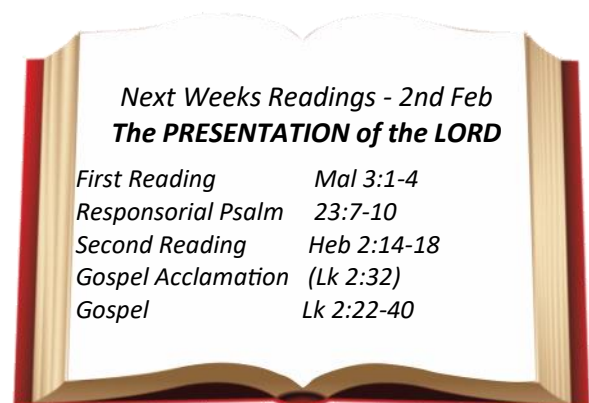 Next Weeks Readings - 2nd Feb
The PRESENTATION of the LORD
First Reading Mal 3:1-4
Responsorial Psalm 23:7-10
Second Reading Heb 2:14-18
Gospel Acclamation (Lk 2:32)
Gospel Lk 2:22-40